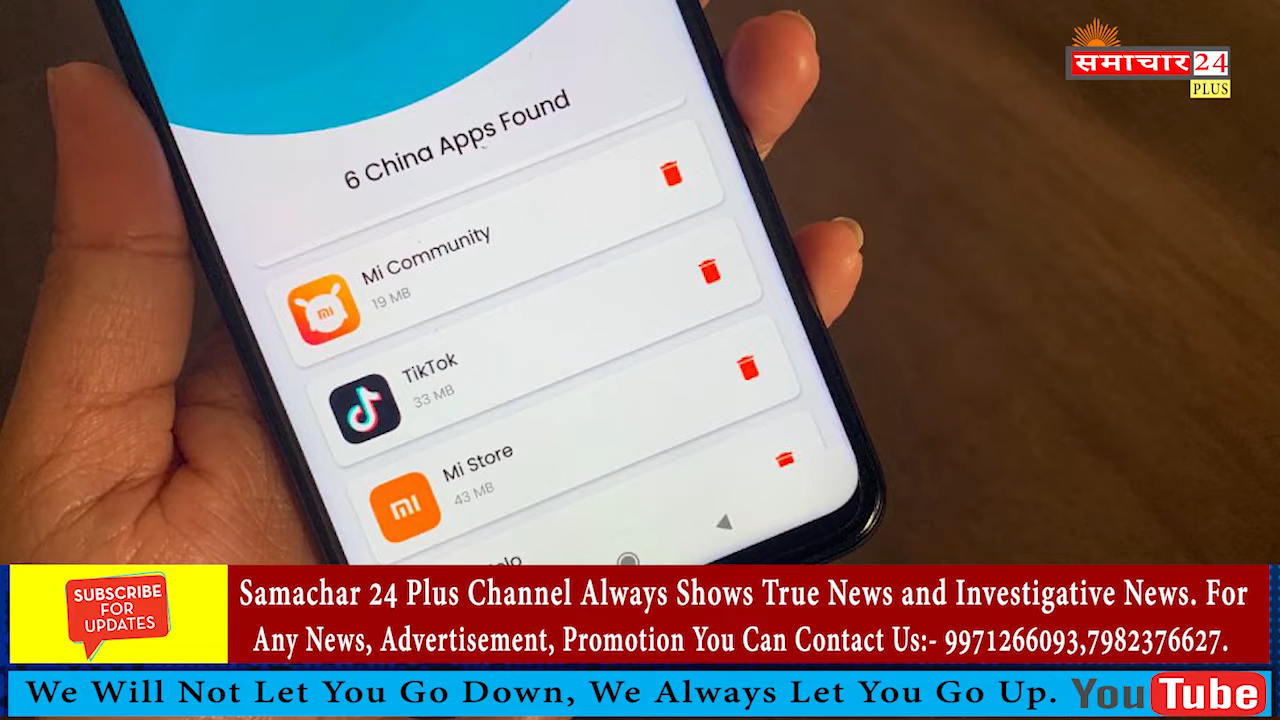 समाचार 24
PLUS
6 China Apps Found
Mi Community
19 MB
TikTok
33 MB
Mi Store
43 MB
SUBSCRIBE
FOR
UPDATES
Samachar 24 Plus Channel Always Shows True News and Investigative News. For
Any News, Advertisement, Promotion You Can Contact Us:- 9971266093,7982376627.
We Will Not Let You Go Down, We Always Let You Go Up. YouTube